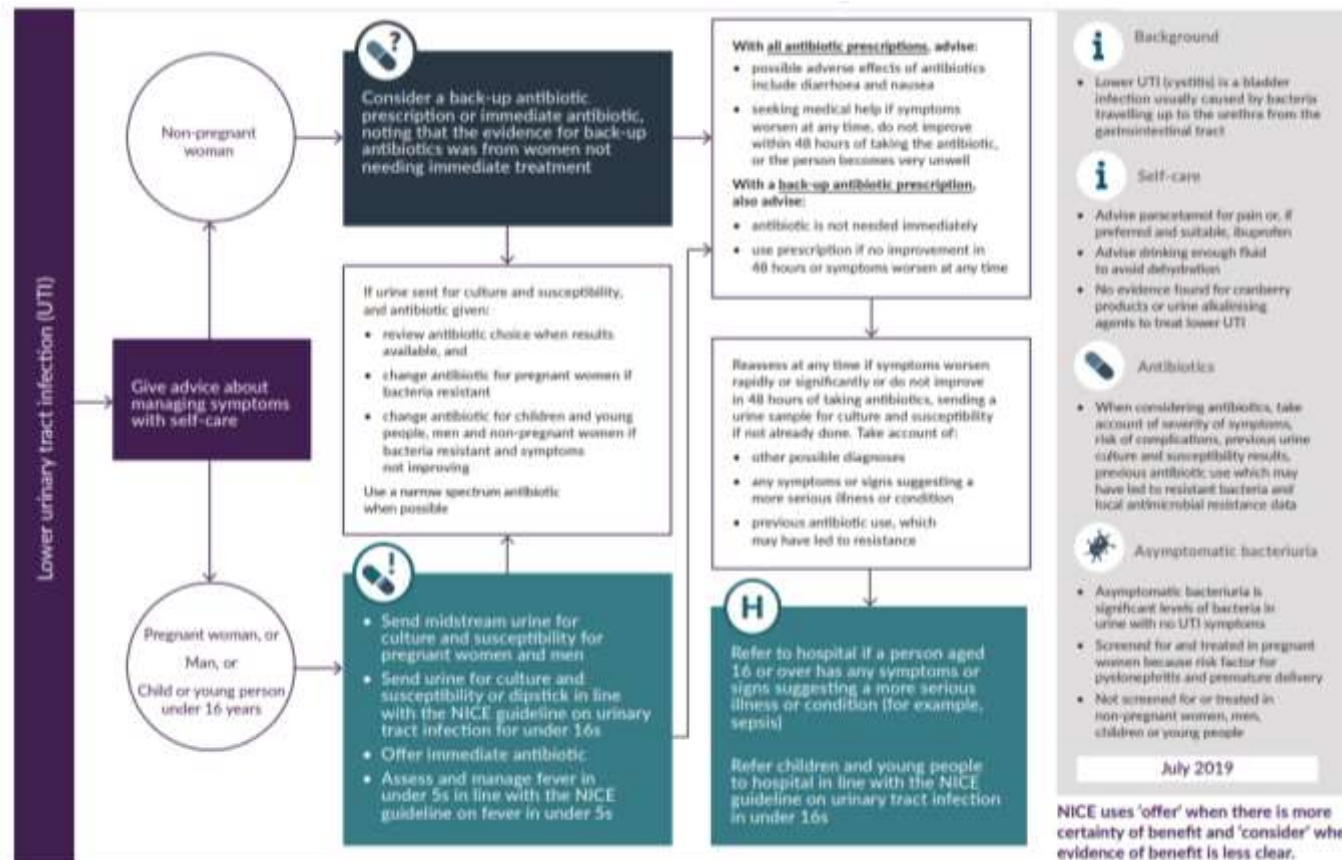 Lower urinary tract infection (UTI)
Give advice about
managing symptoms
with self-care
Non-pregnant
woman
Pregnant woman, or
Man, or
Child or young person
under 16 years
?
Consider a back-up antibiotic
prescription or immediate antibiotic,
noting that the evidence for back-up
antibiotics was from women not
needing immediate treatment
If urine sent for culture and susceptibility,
and antibiotic given:
• review antibiotic choice when results
available, and
• change antibiotic for pregnant women if
bacteria resistant
• change antibiotic for children and young
people, men and non-pregnant women if
bacteria resistant and symptoms
not improving
Use a narrow spectrum antibiotic
when possible
!
• Send midstream urine for
culture and susceptibility for
pregnant women and men
• Send urine for culture and
susceptibility or dipstick in line
with the NICE guideline on urinary
tract infection for under 16s
• Offer immediate antibiotic
• Assess and manage fever in
under 5s in line with the NICE
guideline on fever in under 5s
With all antibiotic prescriptions, advise:
• possible adverse effects of antibiotics
include diarrhoea and nausea
• seeking medical help if symptoms
worsen at any time, do not improve
within 48 hours of taking the antibiotic,
or the person becomes very unwell
With a back-up antibiotic prescription,
also advise:
• antibiotic is not needed immediately
• use prescription if no improvement in
48 hours or symptoms worsen at any time
Reassess at any time if symptoms worsen
rapidly or significantly or do not improve
in 48 hours of taking antibiotics, sending a
urine sample for culture and susceptibility
if not already done. Take account of:
• other possible diagnoses
• any symptoms or signs suggesting a
more serious illness or condition
• previous antibiotic use, which
may have led to resistance
H
Refer to hospital if a person aged
16 or over has any symptoms or
signs suggesting a more serious
illness or condition (for example,
sepsis)
Refer children and young people
to hospital in line with the NICE
guideline on urinary tract infection
in under 16s
i
Background
• Lower UTI (cystitis) is a bladder
infection usually caused by bacteria
travelling up to the urethra from the
gastrointestinal tract
i
Self-care
• Advise paracetamol for pain or, if
preferred and suitable, ibuprofen
• Advise drinking enough fluid
to avoid dehydration
• No evidence found for cranberry
products or urine alkalinising
agents to treat lower UTI
Antibiotics
• When considering antibiotics, take
account of severity of symptoms,
risk of complications, previous urine
culture and susceptibility results,
previous antibiotic use which may
have led to resistant bacteria and
local antimicrobial resistance data
Asymptomatic bacteriuria
• Asymptomatic bacteriuria is
significant levels of bacteria in
urine with no UTI symptoms
• Screened for and treated in pregnant
women because risk factor for
pyelonephritis and premature delivery
• Not screened for or treated in
non-pregnant women, men,
children or young people
July 2019
NICE uses 'offer' when there is more
certainty of benefit and 'consider' whe
evidence of benefit is less clear.